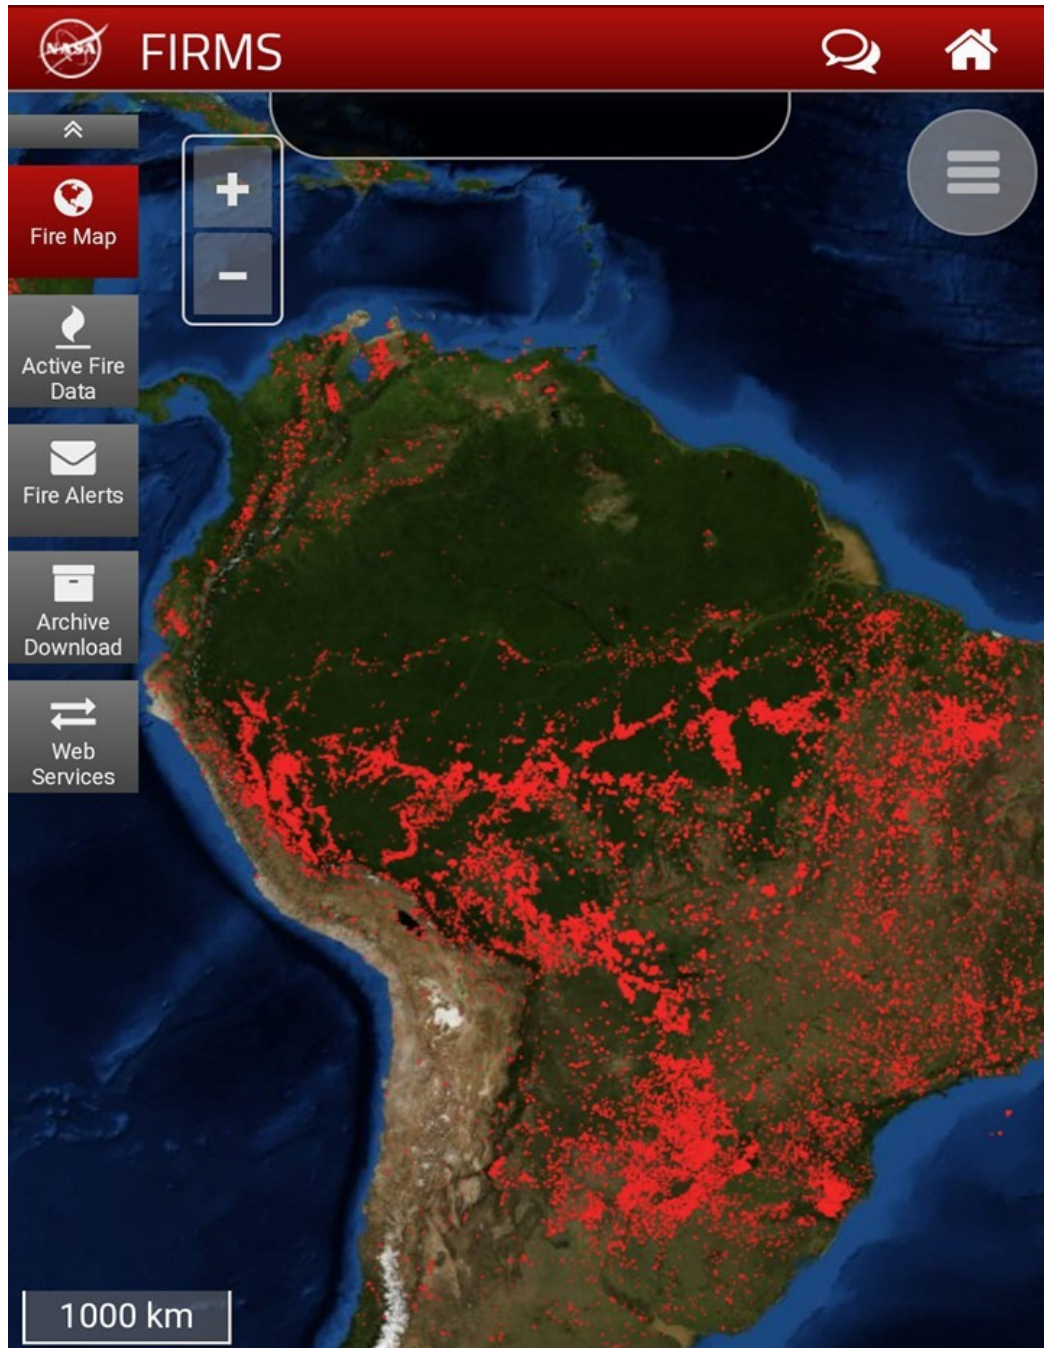 NASA
FIRMS
Fire Map
Active Fire
Data
Fire Alerts
Archive
Download
Web
Services
1000 km